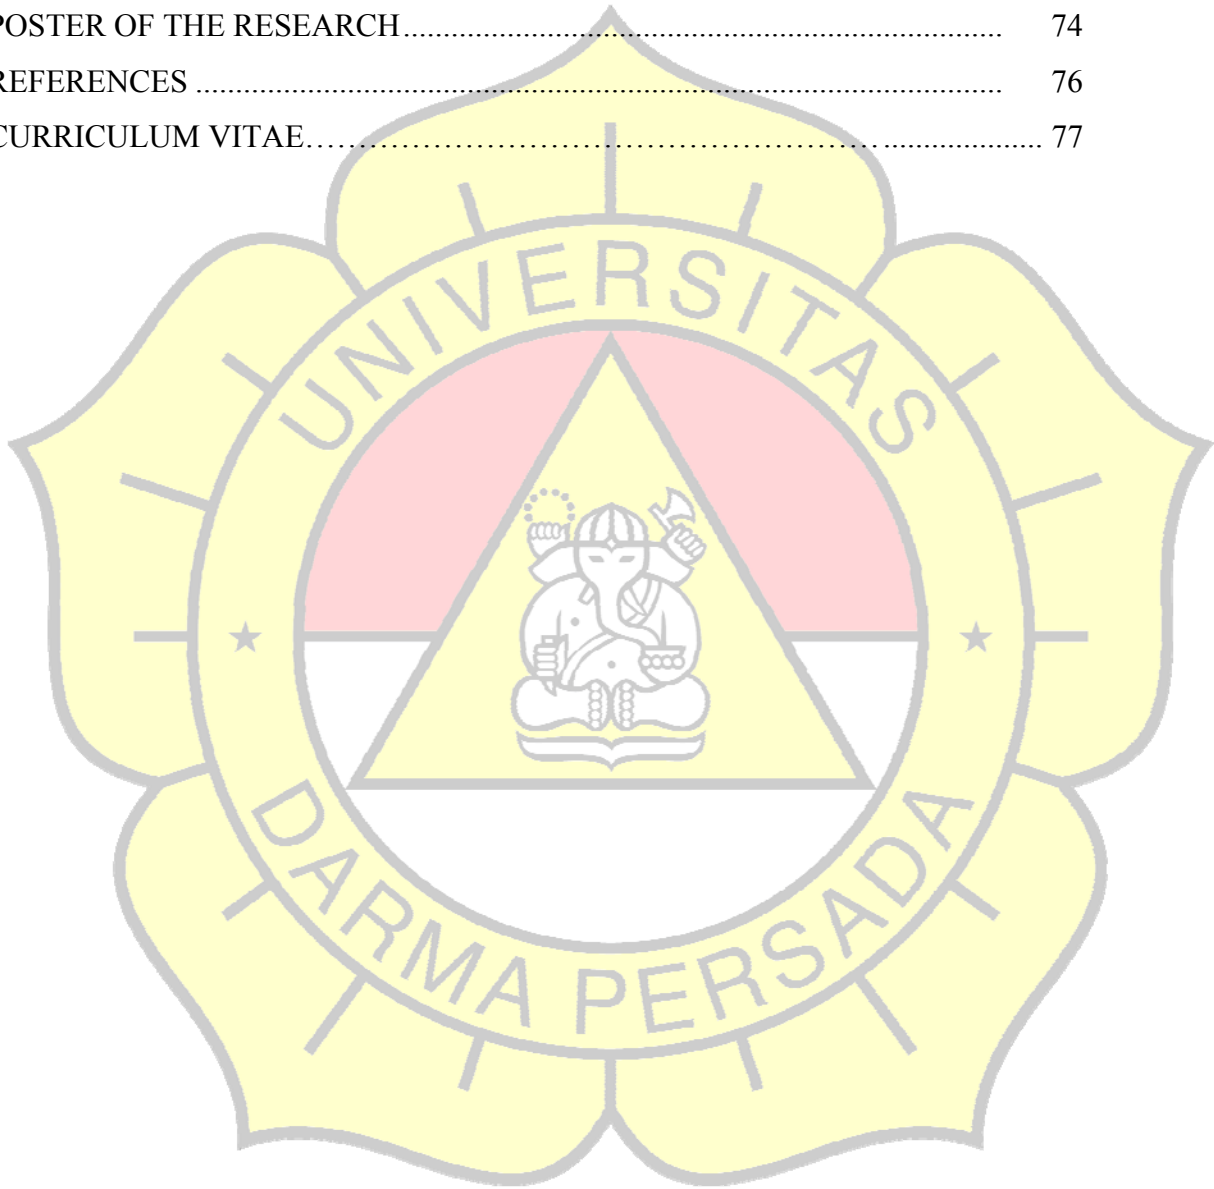 POSTER OF THE RESEARCH........................................................................... 74
REFERENCES ..................................................................................................... 76
CURRICULUM VITAE…………………………………………………….................... 77
UNIVERSITAS
DARMA PERSADA